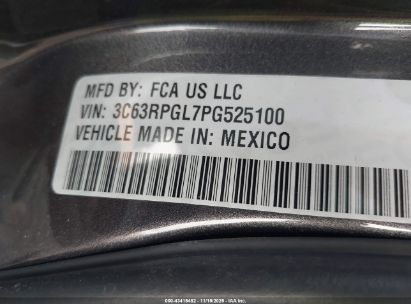 MFD BY: FCA US LLC
VIN: 3C63RPGL7PG525100
VEHICLE MADE IN: MEXICO